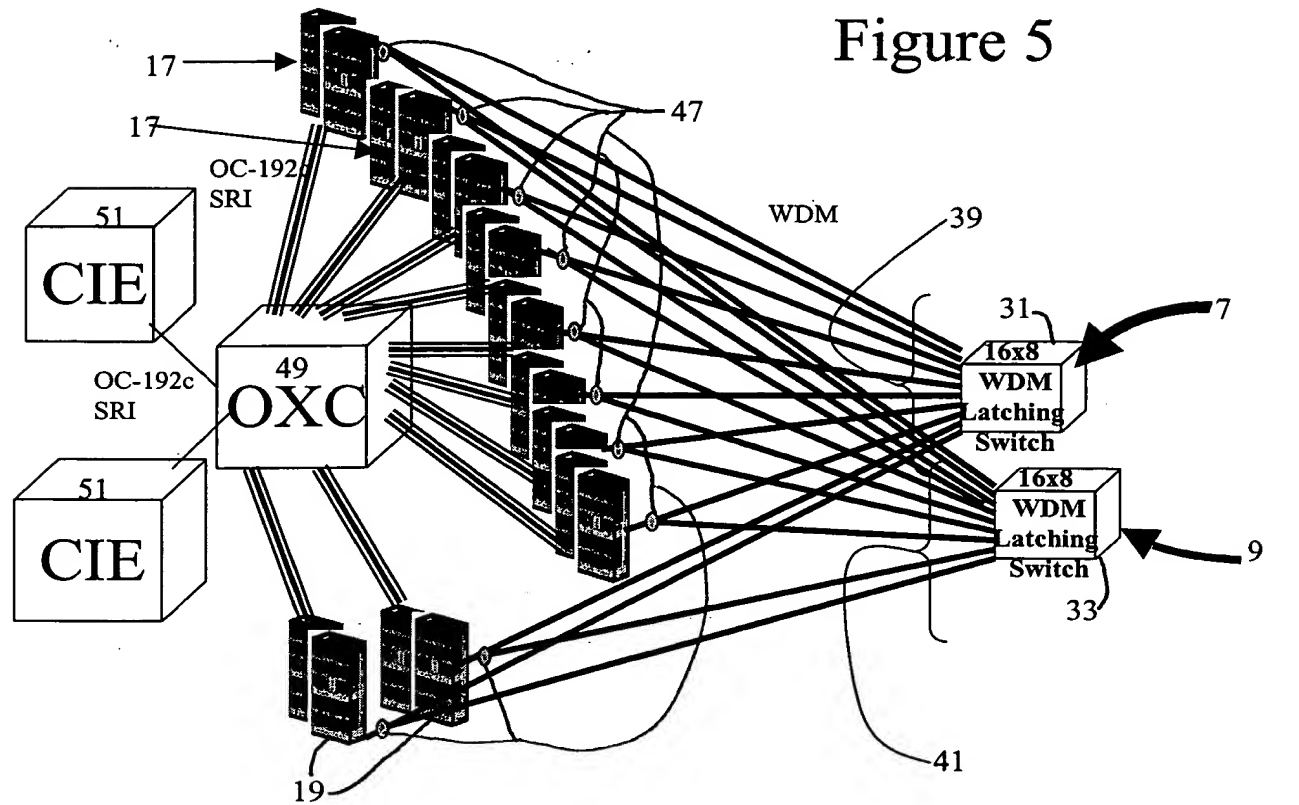 Figure 5
17
17
47
OC-192c
SRI
WDM
39
51
CIE
31
7
16x8
WDM
Latching
Switch
49
OXC
OC-192c
SRI
51
CIE
16x8
WDM
Latching
Switch
9
33
41
19